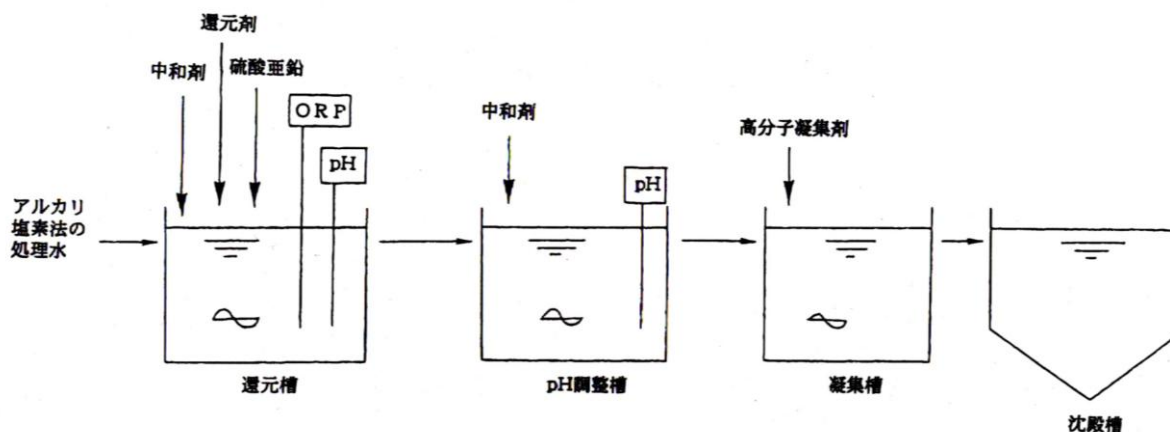 還元剤
中和剤
硫酸亜鉛
ORP
pH
中和剤
pH
高分子凝集剤
アルカリ
塩素法の
処理水
還元槽
pH調整槽
凝集槽
沈殿槽